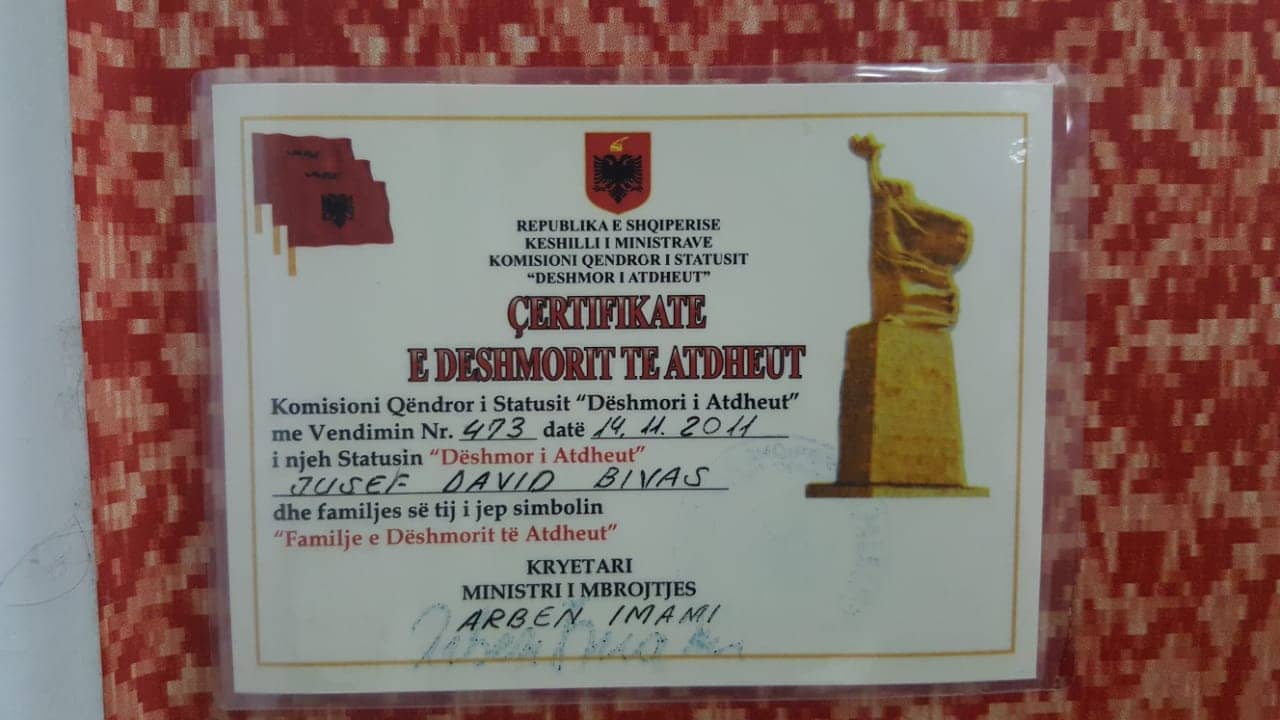 REPUBLIKA E SHQIPERISE
KESHILLI I MINISTRAVE
KOMISIONI QENDROR I STATUSIT
“DESHMOR I ATDHEUT”
ÇERTIFIKATE
E DESHMORIT TE ATDHEUT
Komisioni Qëndror i Statusit “Dëshmori i Atdheut”
me Vendimin Nr. 473 datë 14. 11. 2011
i njeh Statusin “Dëshmor i Atdheut”
JUSEF DAVID BIVAS
dhe familjes së tij i jep simbolin
“Familje e Dëshmorit të Atdheut”
KRYETARI
MINISTRI I MBROJTJES
ARBEN IMAMI